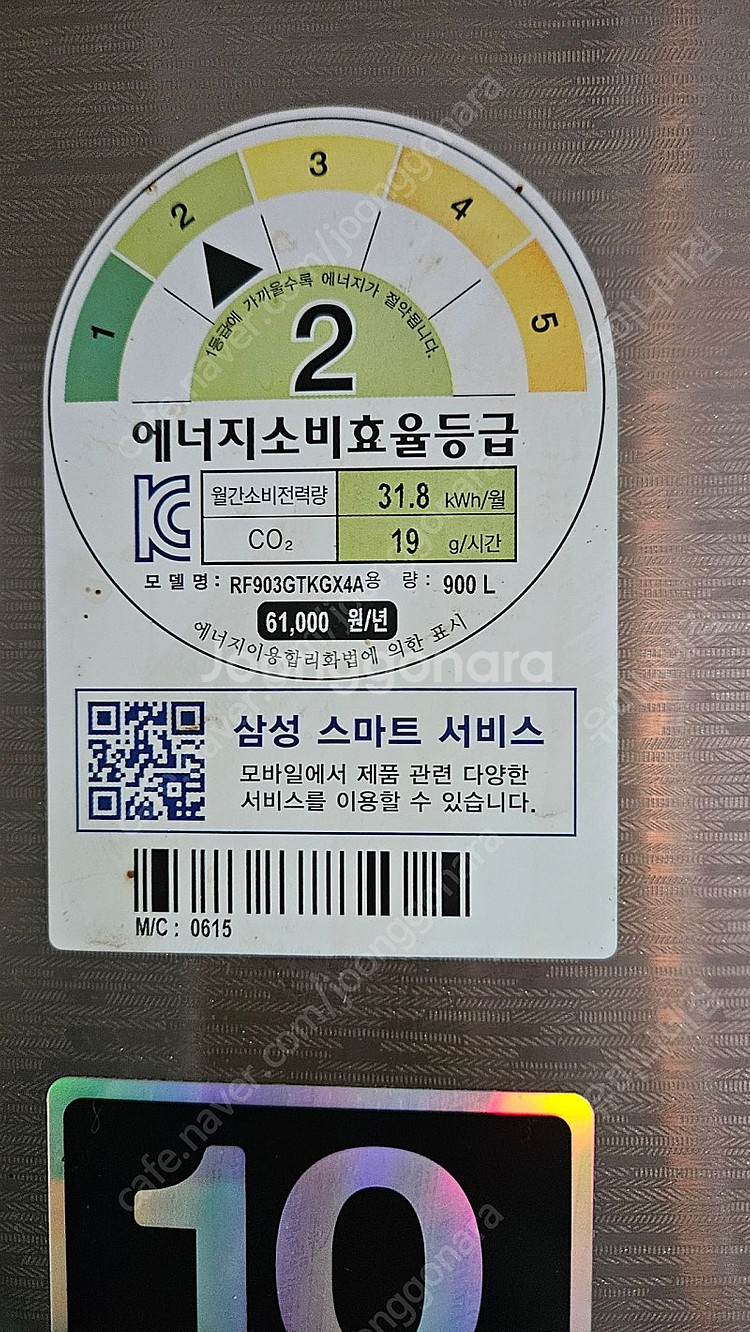 1 2 3 4 5
1등급에 가까울수록 에너지가 절약됩니다.
2
에너지소비효율등급
월간소비전력량 31.8 kWh/월
CO₂ 19 g/시간
모델명: RF903GTKGX4A 용 량: 900 L
61,000 원/년
에너지이용합리화법에 의한 표시
Joonggonara
삼성 스마트 서비스
모바일에서 제품 관련 다양한
서비스를 이용할 수 있습니다.
M/C : 0615
10
cafe.naver.com/joonggonara